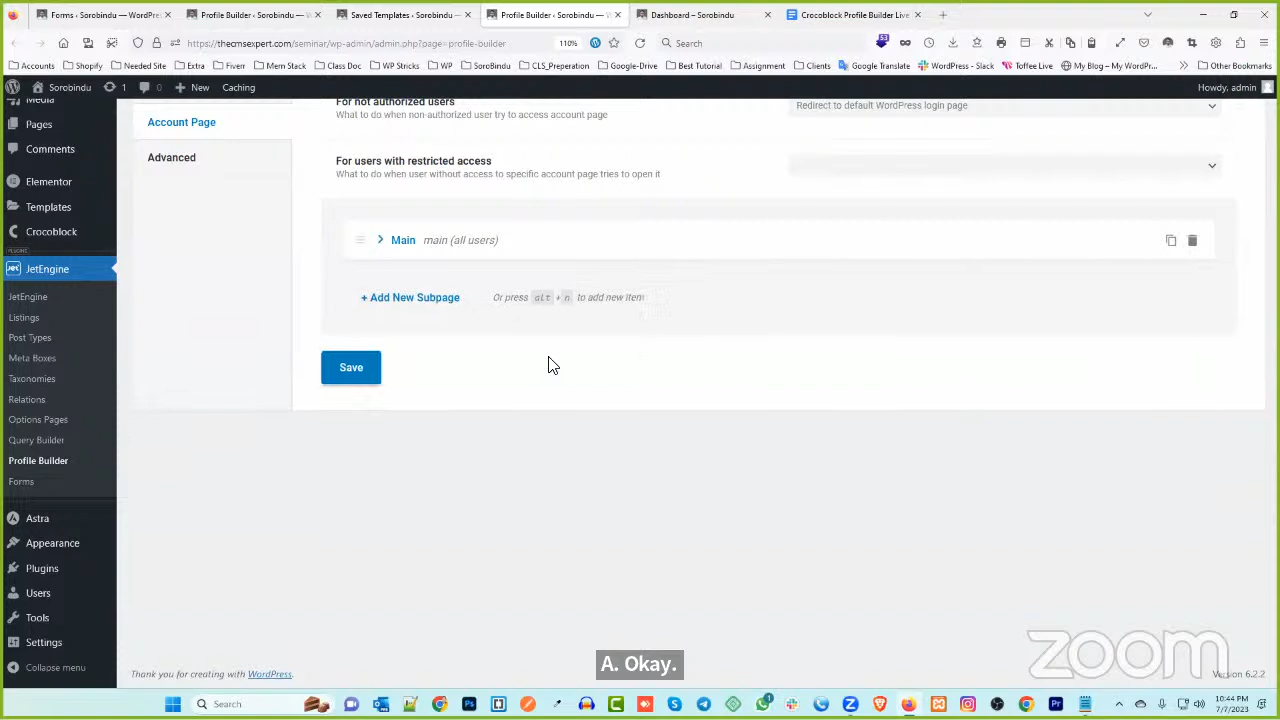 Forms ‹ Sorobindu — WordPress
Profile Builder ‹ Sorobindu — W
Saved Templates ‹ Sorobindu —
Profile Builder ‹ Sorobindu — W
Dashboard – Sorobindu
Crocoblock Profile Builder Live
https://thecmsexpert.com/seminar/wp-admin/admin.php?page=profile-builder
110%
Search
53
Accounts
Shopify
Needed Site
Extra
Fiverr
Mem Stack
Class Doc
WP Stricks
WP
SoroBindu
CLS_Preperation
Google-Drive
Best Tutorial
Assignment
Clients
Google Translate
WordPress - Slack
Toffee Live
My Blog – My WordPr...
Other Bookmarks
Sorobindu
1
0
New
Caching
Howdy, admin
Media
Pages
Comments
Elementor
Templates
Crocoblock
JetEngine
JetEngine
Listings
Post Types
Meta Boxes
Taxonomies
Relations
Options Pages
Query Builder
Profile Builder
Forms
Astra
Appearance
Plugins
Users
Tools
Settings
Collapse menu
Account Page
Advanced
For not authorized users
What to do when non-authorized user try to access account page
Redirect to default WordPress login page
For users with restricted access
What to do when user without access to specific account page tries to open it
Main main (all users)
+ Add New Subpage
Or press alt + n to add new item
Save
A. Okay.
zoom
Thank you for creating with WordPress.
Version 6.2.2
Search
1
10:44 PM
7/7/2023